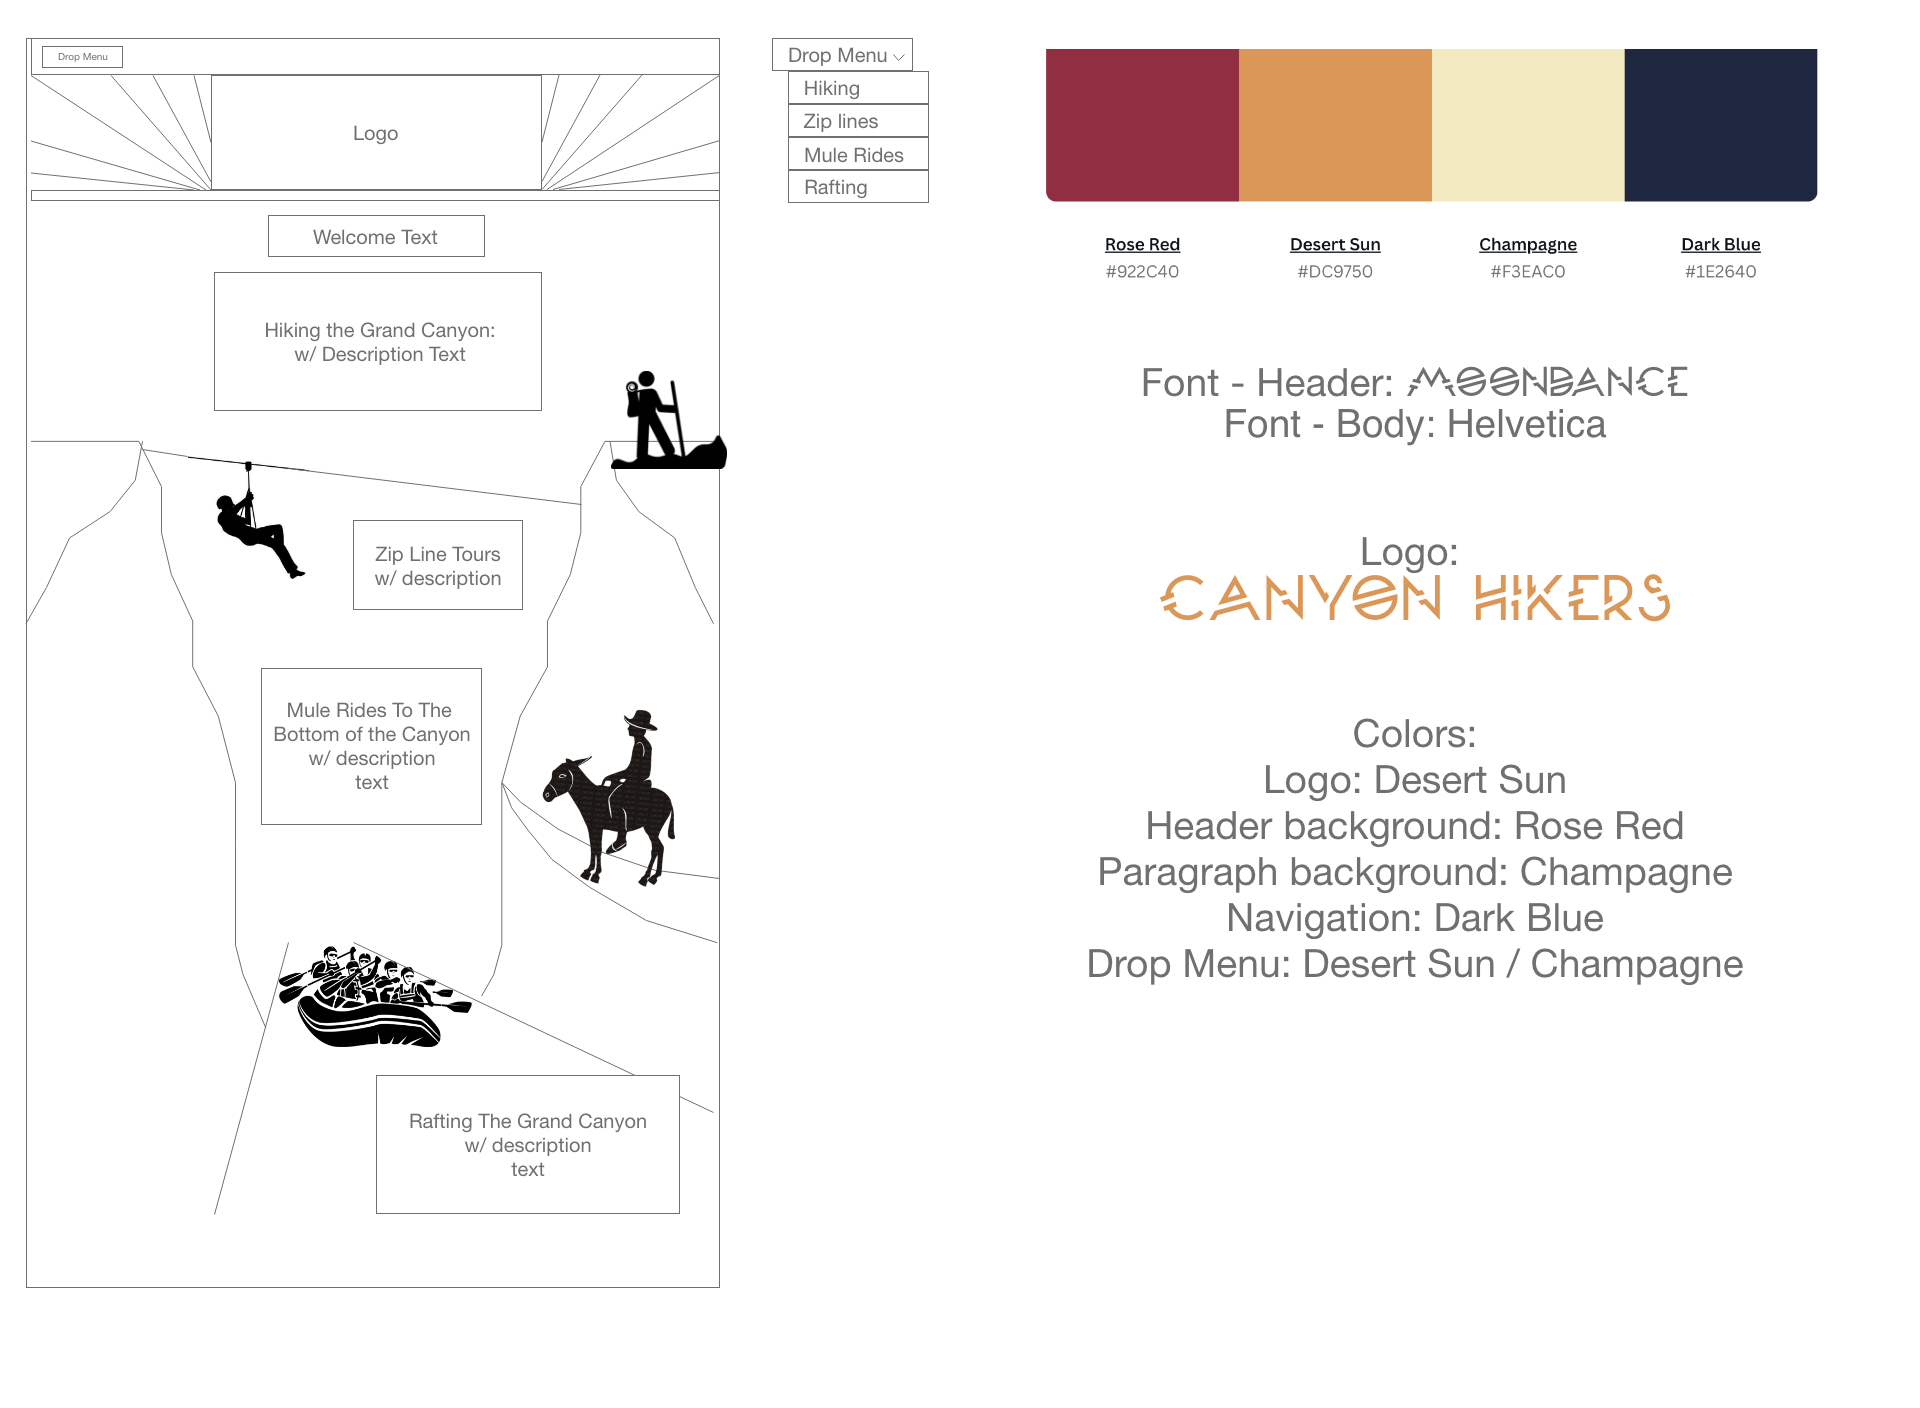 Drop Menu
Logo
Welcome Text
Hiking the Grand Canyon:
w/ Description Text
Zip Line Tours
w/ description
Mule Rides To The
Bottom of the Canyon
w/ description
text
Rafting The Grand Canyon
w/ description
text
Drop Menu
Hiking
Zip lines
Mule Rides
Rafting
Rose Red
#922C40
Desert Sun
#DC9750
Champagne
#F3EAC0
Dark Blue
#1E2640
Font - Header: MOONDANCE
Font - Body: Helvetica
Logo:
CANYON HIKERS
Colors:
Logo: Desert Sun
Header background: Rose Red
Paragraph background: Champagne
Navigation: Dark Blue
Drop Menu: Desert Sun / Champagne